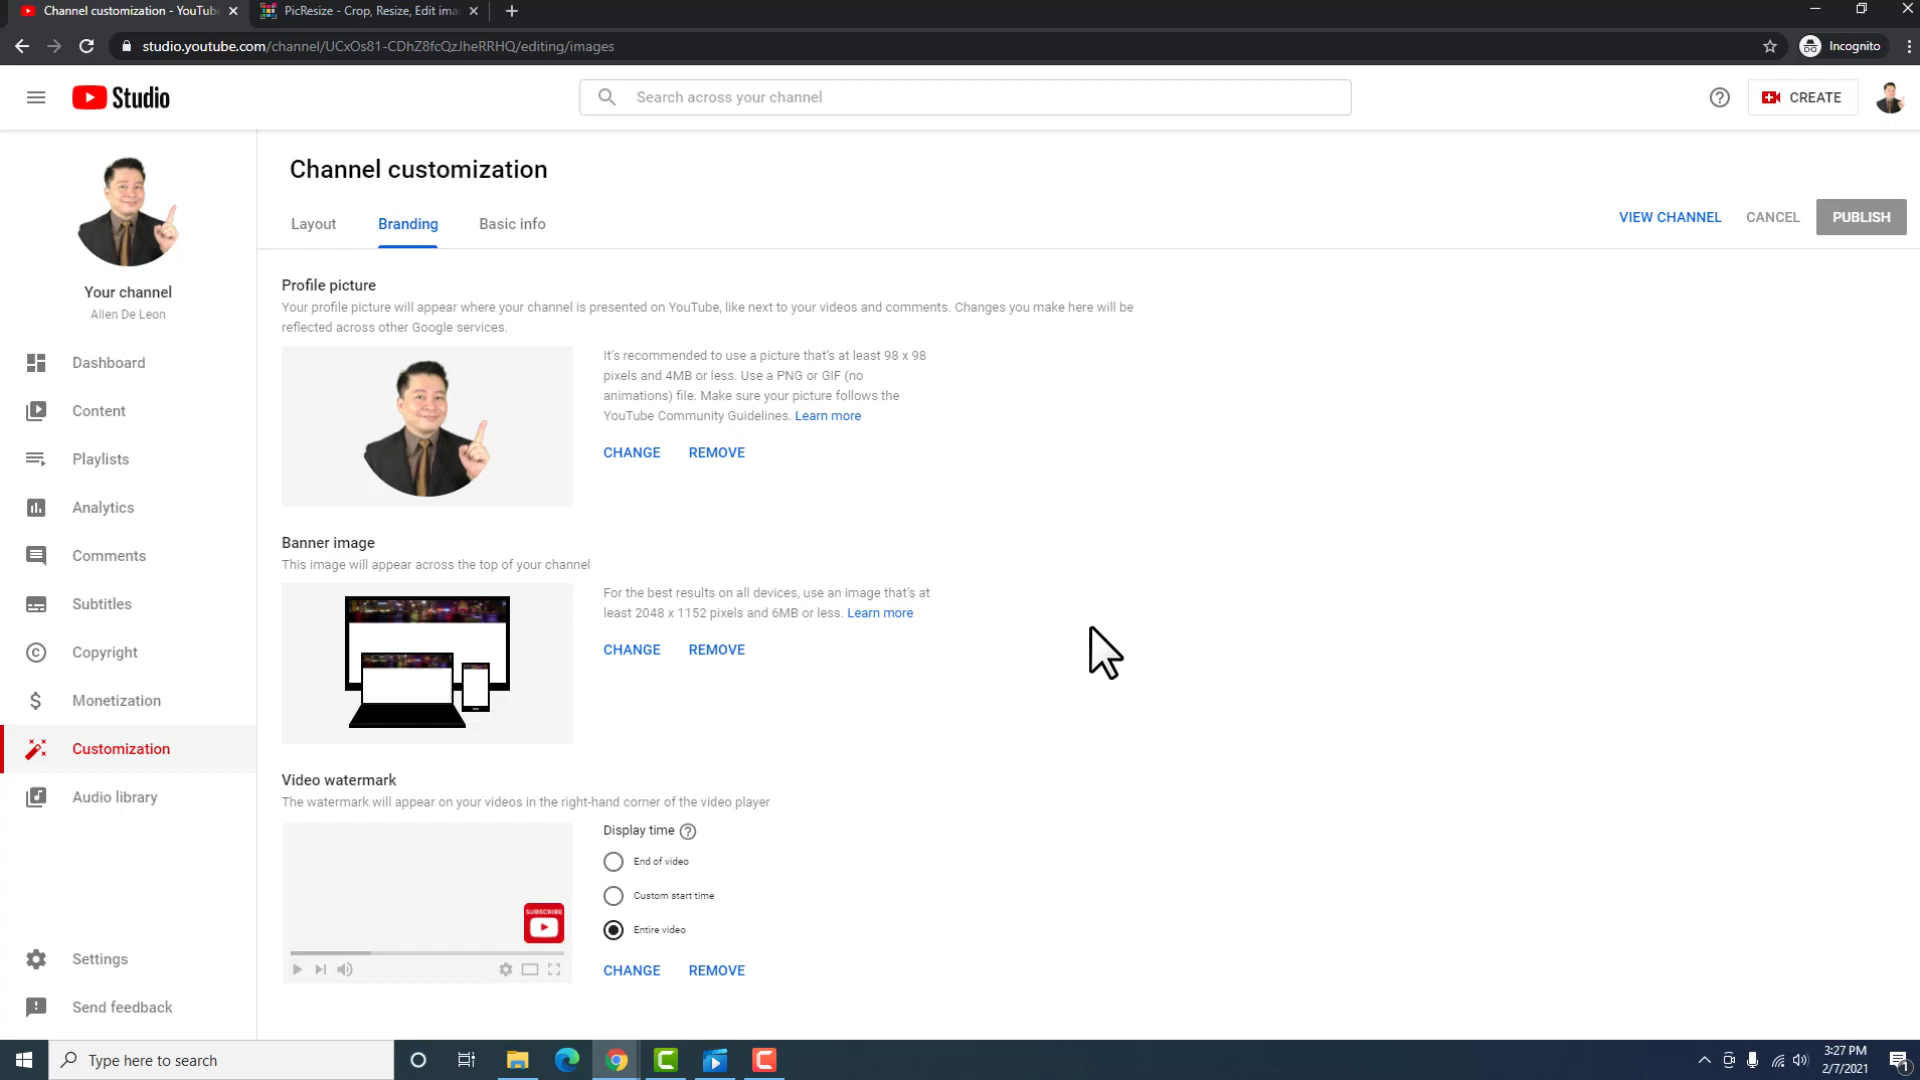 Channel customization - YouTube
PicResize - Crop, Resize, Edit ima
studio.youtube.com/channel/UCxOs81-CDhZ8fcQzJheRRHQ/editing/images
Incognito
Studio
Search across your channel
CREATE
Your channel
Allen De Leon
Dashboard
Content
Playlists
Analytics
Comments
Subtitles
Copyright
Monetization
Customization
Audio library
Settings
Send feedback
Channel customization
Layout
Branding
Basic info
VIEW CHANNEL
CANCEL
PUBLISH
Profile picture
Your profile picture will appear where your channel is presented on YouTube, like next to your videos and comments. Changes you make here will be
reflected across other Google services.
It's recommended to use a picture that's at least 98 x 98
pixels and 4MB or less. Use a PNG or GIF (no
animations) file. Make sure your picture follows the
YouTube Community Guidelines. Learn more
CHANGE
REMOVE
Banner image
This image will appear across the top of your channel
For the best results on all devices, use an image that's at
least 2048 x 1152 pixels and 6MB or less. Learn more
CHANGE
REMOVE
Video watermark
The watermark will appear on your videos in the right-hand corner of the video player
SUBSCRIBE
Display time
End of video
Custom start time
Entire video
CHANGE
REMOVE
Type here to search
3:27 PM
2/7/2021
1